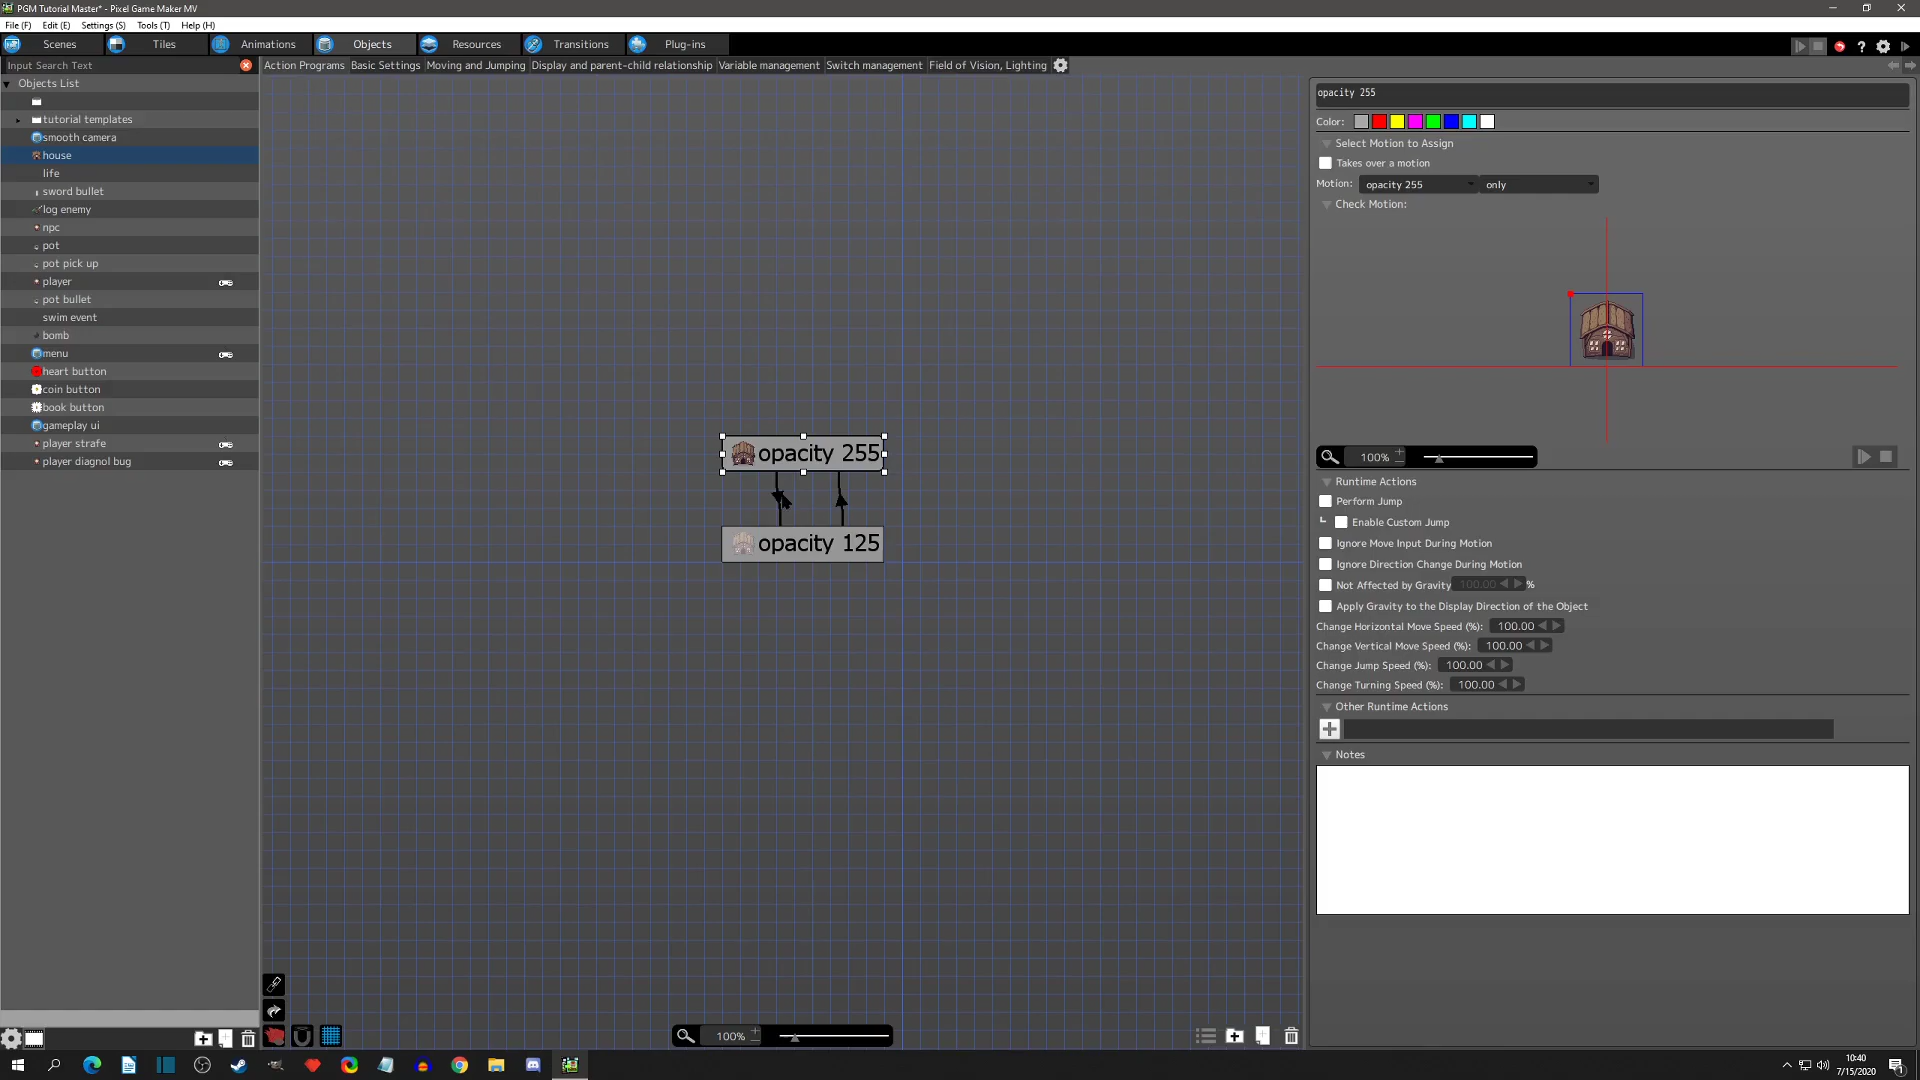 PGM Tutorial Master* - Pixel Game Maker MV
File (F) Edit (E) Settings (S) Tools (T) Help (H)
Scenes Tiles Animations Objects Resources Transitions Plug-ins
Input Search Text
Action Programs Basic Settings Moving and Jumping Display and parent-child relationship Variable management Switch management Field of Vision, Lighting
Objects List
tutorial templates
smooth camera
house
life
sword bullet
log enemy
npc
pot
pot pick up
player
pot bullet
swim event
bomb
menu
heart button
coin button
book button
gameplay ui
player strafe
player diagnol bug
opacity 255
opacity 125
100%
opacity 255
Color:
Select Motion to Assign
Takes over a motion
Motion: opacity 255 only
Check Motion:
100%
Runtime Actions
Perform Jump
Enable Custom Jump
Ignore Move Input During Motion
Ignore Direction Change During Motion
Not Affected by Gravity 100.00 %
Apply Gravity to the Display Direction of the Object
Change Horizontal Move Speed (%): 100.00
Change Vertical Move Speed (%): 100.00
Change Jump Speed (%): 100.00
Change Turning Speed (%): 100.00
Other Runtime Actions
Notes
10:40
7/15/2020